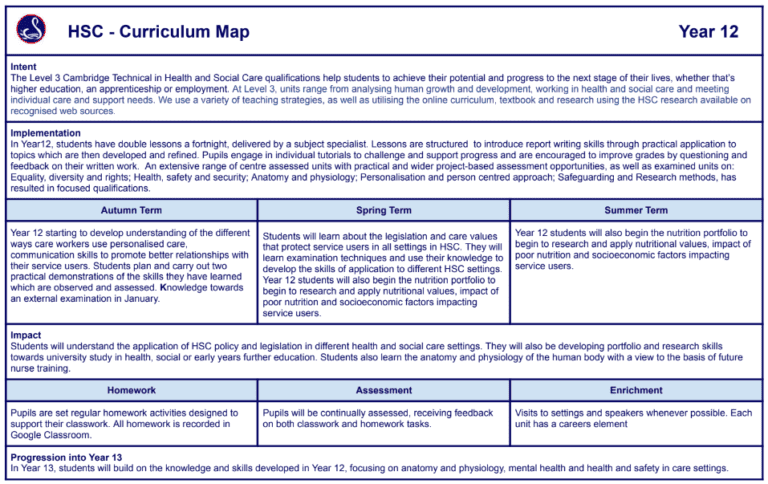 HSC - Curriculum Map
Year 12
Intent
The Level 3 Cambridge Technical in Health and Social Care qualifications help students to achieve their potential and progress to the next stage of their lives, whether that's
higher education, an apprenticeship or employment. At Level 3, units range from analysing human growth and development, working in health and social care and meeting
individual care and support needs. We use a variety of teaching strategies, as well as utilising the online curriculum, textbook and research using the HSC research available on
recognised web sources.
Implementation
In Year12, students have double lessons a fortnight, delivered by a subject specialist. Lessons are structured to introduce report writing skills through practical application to
topics which are then developed and refined. Pupils engage in individual tutorials to challenge and support progress and are encouraged to improve grades by questioning and
feedback on their written work. An extensive range of centre assessed units with practical and wider project-based assessment opportunities, as well as examined units on:
Equality, diversity and rights; Health, safety and security; Anatomy and physiology; Personalisation and person centred approach; Safeguarding and Research methods, has
resulted in focused qualifications.
Autumn Term
Year 12 starting to develop understanding of the different
ways care workers use personalised care,
communication skills to promote better relationships with
their service users. Students plan and carry out two
practical demonstrations of the skills they have learned
which are observed and assessed. Knowledge towards
an external examination in January.
Spring Term
Students will learn about the legislation and care values
that protect service users in all settings in HSC. They will
learn examination techniques and use their knowledge to
develop the skills of application to different HSC settings.
Year 12 students will also begin the nutrition portfolio to
begin to research and apply nutritional values, impact of
poor nutrition and socioeconomic factors impacting
service users.
Summer Term
Year 12 students will also begin the nutrition portfolio to
begin to research and apply nutritional values, impact of
poor nutrition and socioeconomic factors impacting
service users.
Impact
Students will understand the application of HSC policy and legislation in different health and social care settings. They will also be developing portfolio and research skills
towards university study in health, social or early years further education. Students also learn the anatomy and physiology of the human body with a view to the basis of future
nurse training.
Homework
Pupils are set regular homework activities designed to
support their classwork. All homework is recorded in
Google Classroom.
Assessment
Pupils will be continually assessed, receiving feedback
on both classwork and homework tasks.
Enrichment
Visits to settings and speakers whenever possible. Each
unit has a careers element
Progression into Year 13
In Year 13, students will build on the knowledge and skills developed in Year 12, focusing on anatomy and physiology, mental health and health and safety in care settings.